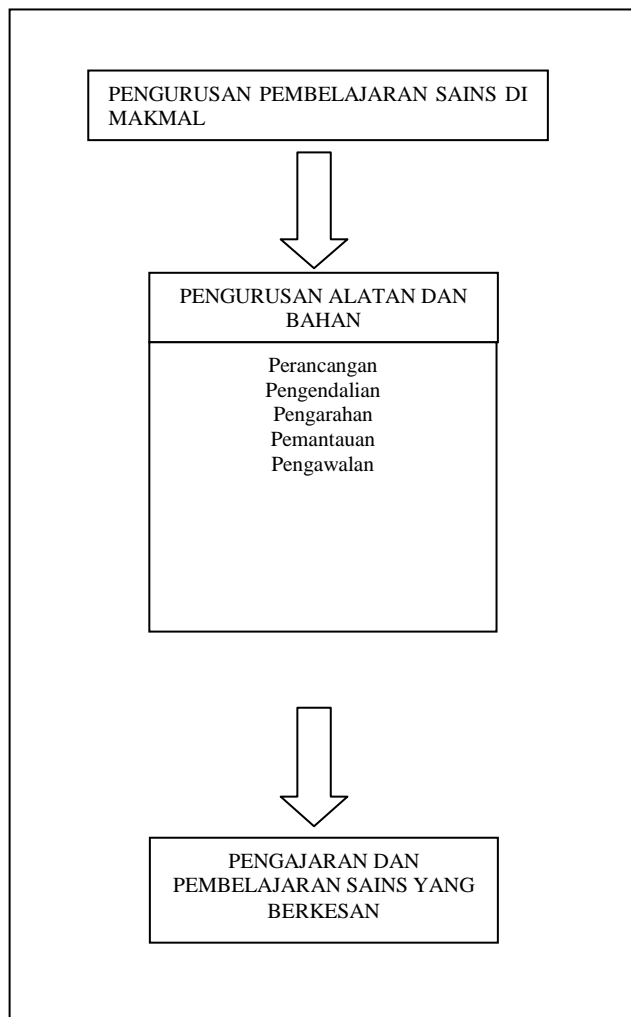 PENGURUSAN PEMBELAJARAN SAINS DI
MAKMAL
PENGURUSAN ALATAN DAN
BAHAN
Perancangan
Pengendalian
Pengarahan
Pemantauan
Pengawalan
PENGAJARAN DAN
PEMBELAJARAN SAINS YANG
BERKESAN